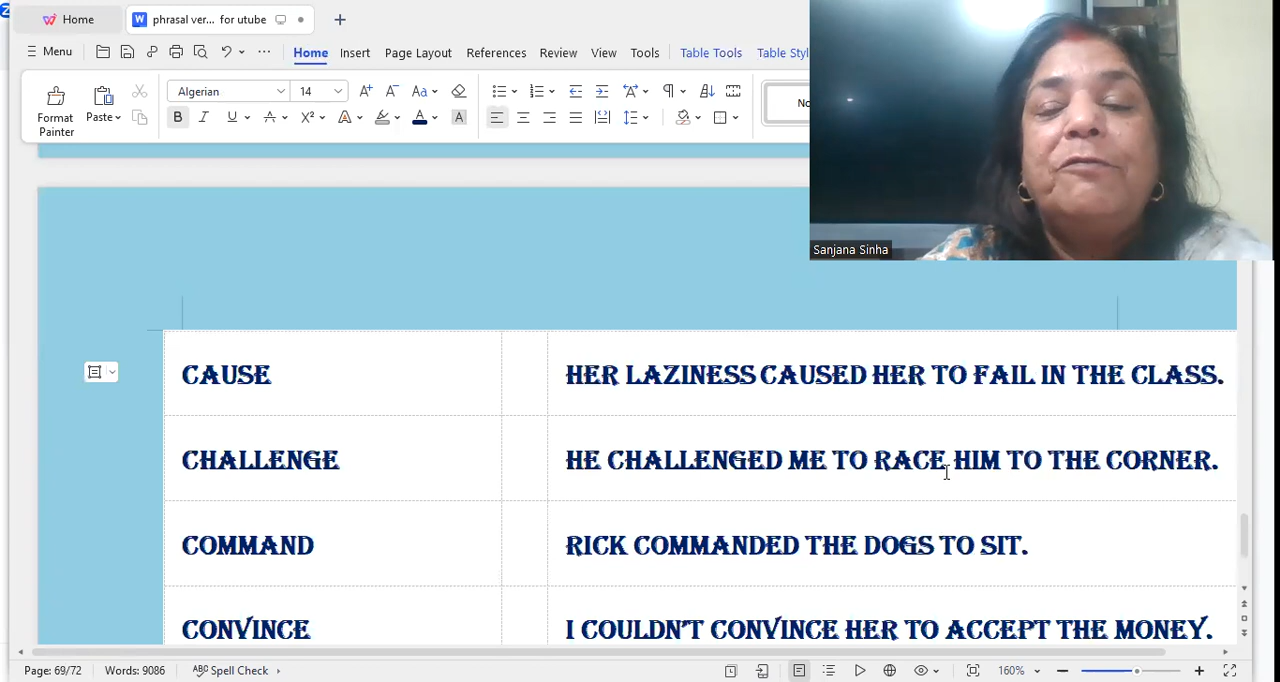 Home
phrasal ver... for utube
Menu
Home Insert Page Layout References Review View Tools Table Tools Table Styl
Algerian 14
Format Painter
Paste
No
Sanjana Sinha
CAUSE HER LAZINESS CAUSED HER TO FAIL IN THE CLASS.
CHALLENGE HE CHALLENGED ME TO RACE HIM TO THE CORNER.
COMMAND RICK COMMANDED THE DOGS TO SIT.
CONVINCE I COULDN'T CONVINCE HER TO ACCEPT THE MONEY.
Page: 69/72 Words: 9086 Spell Check 160%